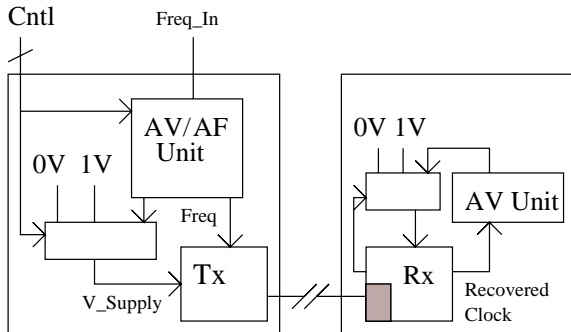 Cntl
Freq_In
AV/AF
Unit
0V 1V
Freq
Tx
V_Supply
0V 1V
AV Unit
Rx
Recovered
Clock